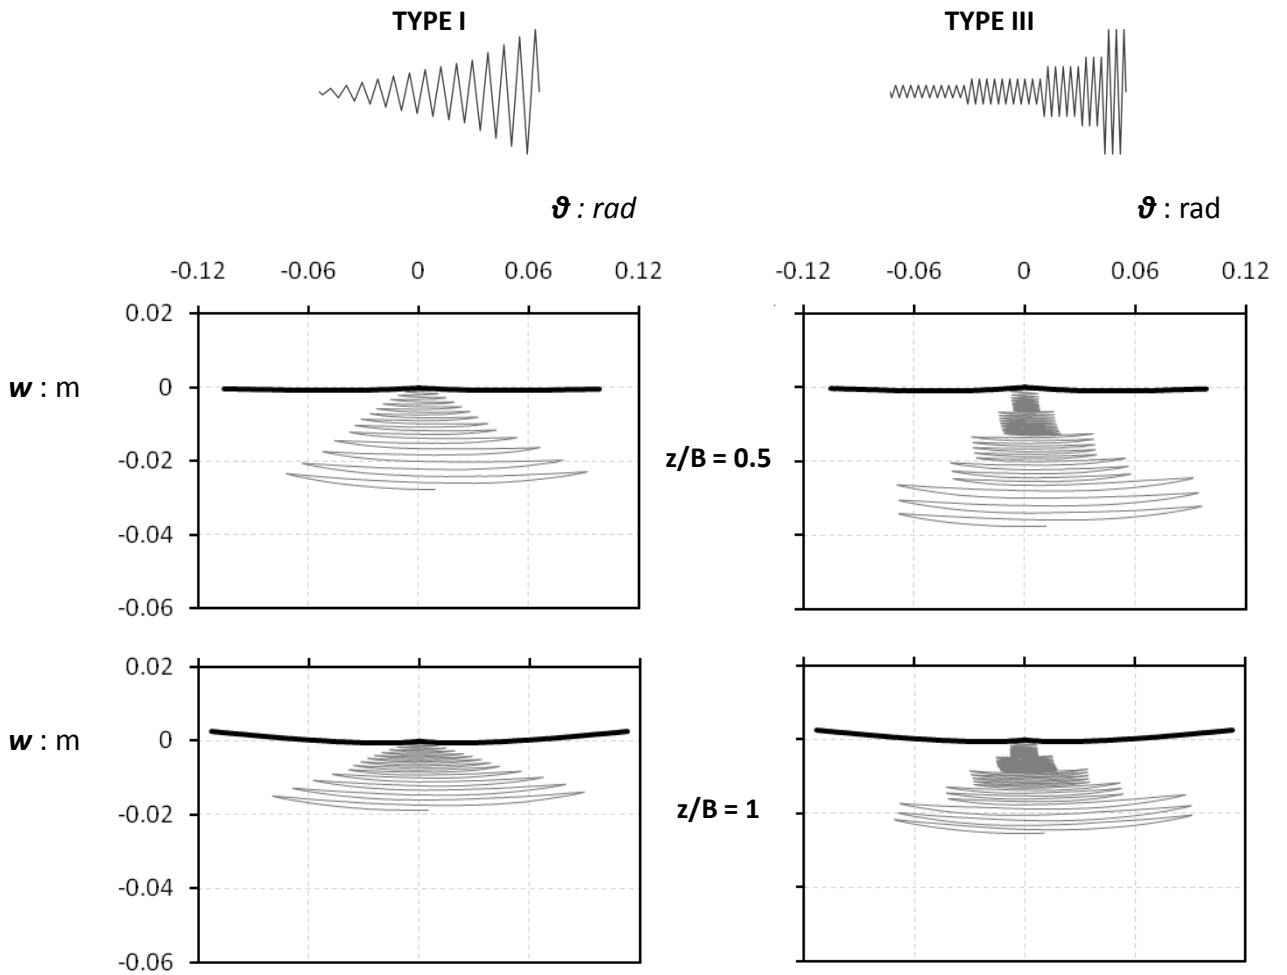 TYPE I TYPE III
ϑ : rad ϑ : rad
-0.12 -0.06 0 0.06 0.12 -0.12 -0.06 0 0.06 0.12
0.02
w : m 0
-0.02 z/B = 0.5
-0.04
-0.06
0.02
w : m 0
z/B = 1
-0.02
-0.04
-0.06